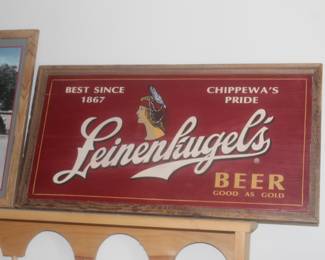 BEST SINCE
1867
CHIPPEWA'S
PRIDE
Leinenkugel's®
BEER
GOOD AS GOLD